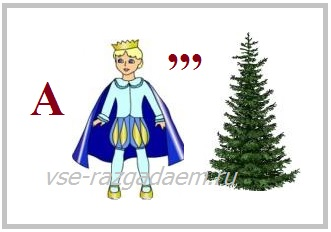 А ,,,
vse-razgadaem.ru